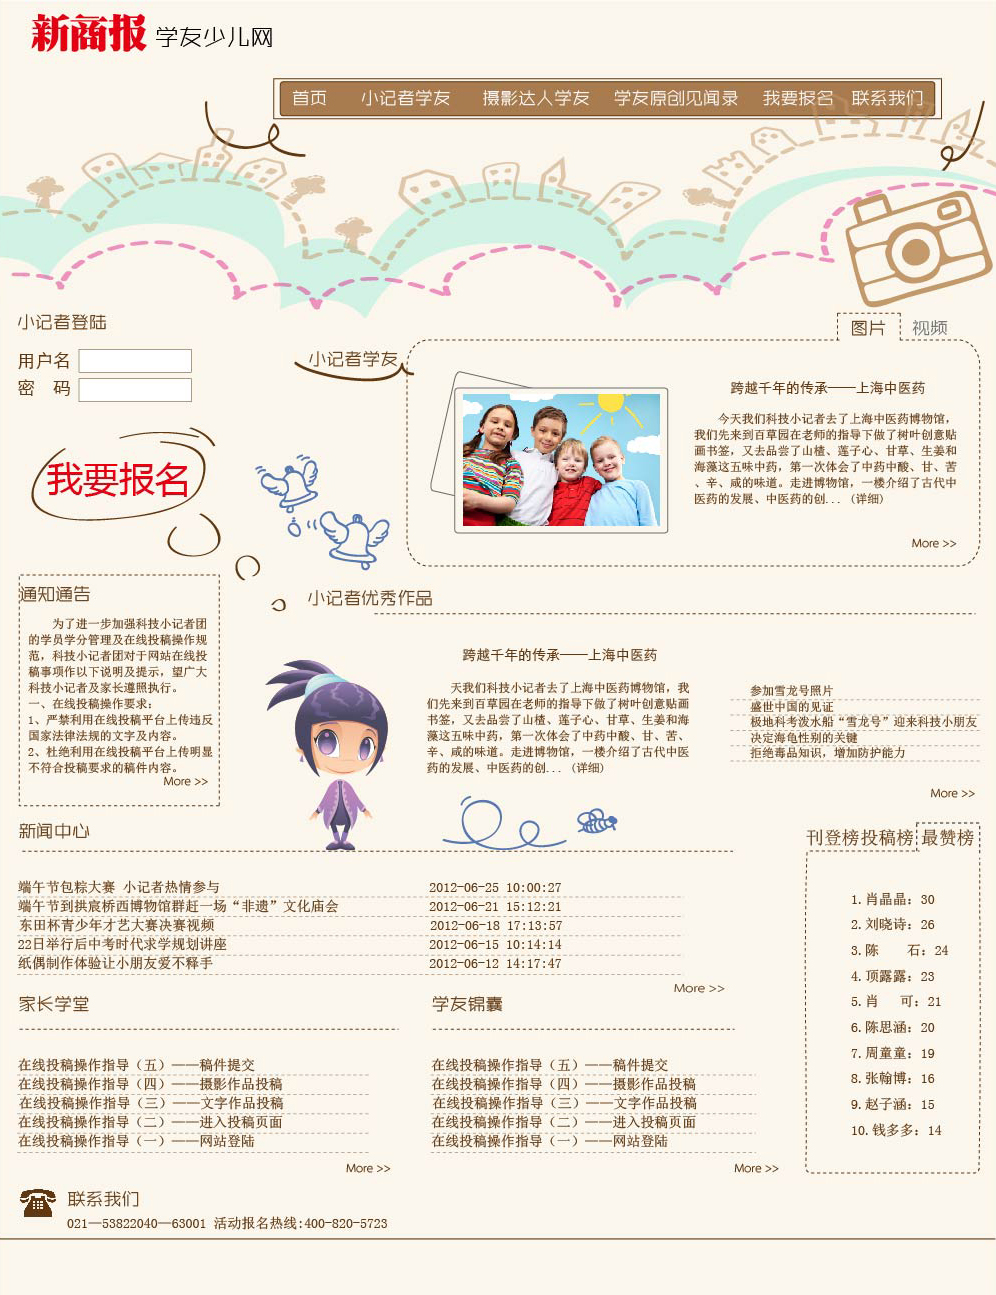 新商报 学友少儿网
首页 小记者学友 摄影达人学友 学友原创见闻录 我要报名 联系我们
小记者登陆
用户名
密 码
我要报名
图片 视频
小记者学友
跨越千年的传承——上海中医药
今天我们科技小记者去了上海中医药博物馆，
我们先来到百草园在老师的指导下做了树叶创意贴
画书签，又去品尝了山楂、莲子心、甘草、生姜和
海藻这五味中药，第一次体会了中药中酸、甘、苦
、辛、咸的味道。走进博物馆，一楼介绍了古代中
医药的发展、中医药的创...（详细）
More >>
通知通告
为了进一步加强科技小记者团
的学员学分管理及在线投稿操作规
范，科技小记者团对于网站在线投
稿事项作以下说明及提示，望广大
科技小记者及家长遵照执行。
一、在线投稿操作要求：
1、严禁利用在线投稿平台上传违反
国家法律法规的文字及内容。
2、杜绝利用在线投稿平台上传明显
不符合投稿要求的稿件内容。
More >>
小记者优秀作品
跨越千年的传承——上海中医药
天我们科技小记者去了上海中医药博物馆，我
们先来到百草园在老师的指导下做了树叶创意贴画
书签，又去品尝了山楂、莲子心、甘草、生姜和海
藻这五味中药，第一次体会了中药中酸、甘、苦、
辛、咸的味道。走进博物馆，一楼介绍了古代中医
药的发展、中医药的创...（详细）
参加雪龙号照片
盛世中国的见证
极地科考泼水船“雪龙号”迎来科技小朋友
决定海龟性别的关键
拒绝毒品知识，增加防护能力
More >>
新闻中心
端午节包粽大赛 小记者热情参与 2012-06-25 10:00:27
端午节到拱宸桥西博物馆群赶一场“非遗”文化庙会 2012-06-21 15:12:21
东田杯青少年才艺大赛决赛视频 2012-06-18 17:13:57
22日举行后中考时代求学规划讲座 2012-06-15 10:14:14
纸偶制作体验让小朋友爱不释手 2012-06-12 14:17:47
More >>
刊登榜 投稿榜 最赞榜
1.肖晶晶：30
2.刘晓诗：26
3.陈 石：24
4.顶露露：23
5.肖 可：21
6.陈思涵：20
7.周童童：19
8.张翰博：16
9.赵子涵：15
10.钱多多：14
家长学堂
在线投稿操作指导（五）——稿件提交
在线投稿操作指导（四）——摄影作品投稿
在线投稿操作指导（三）——文字作品投稿
在线投稿操作指导（二）——进入投稿页面
在线投稿操作指导（一）——网站登陆
More >>
学友锦囊
在线投稿操作指导（五）——稿件提交
在线投稿操作指导（四）——摄影作品投稿
在线投稿操作指导（三）——文字作品投稿
在线投稿操作指导（二）——进入投稿页面
在线投稿操作指导（一）——网站登陆
More >>
联系我们
021—53822040—63001 活动报名热线:400-820-5723